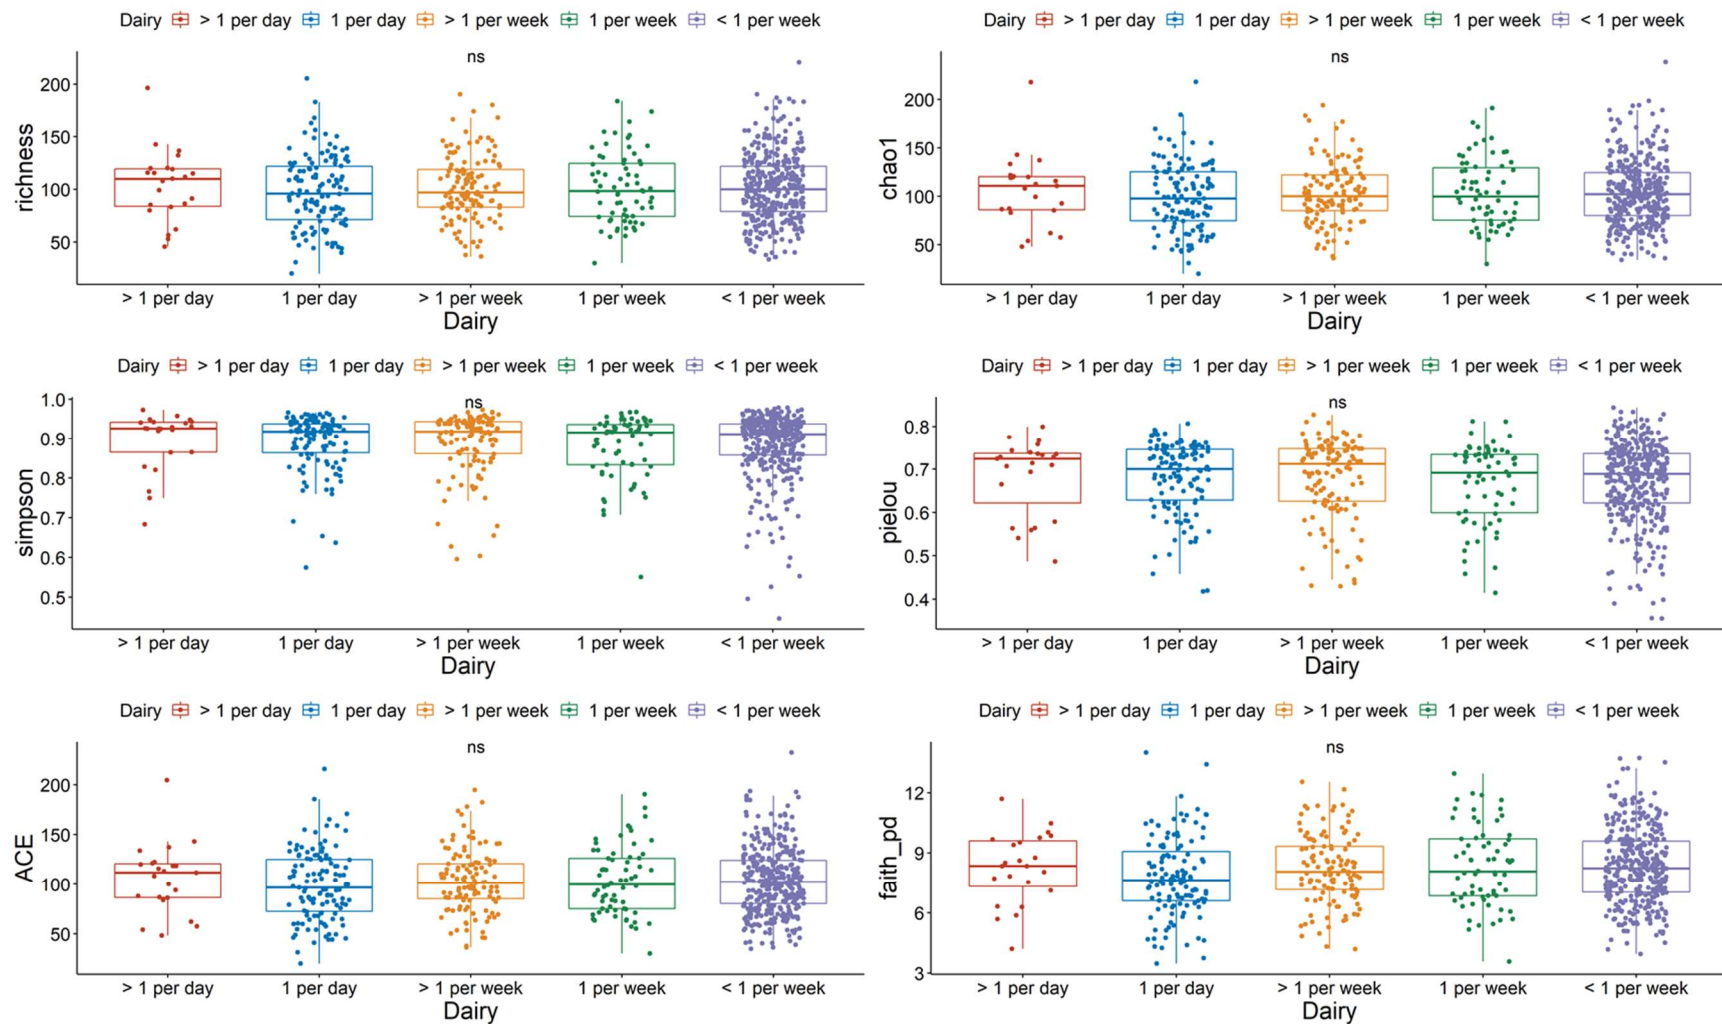 Dairy > 1 per day 1 per day > 1 per week 1 per week < 1 per week
ns
richness
200
150
100
50
> 1 per day 1 per day > 1 per week 1 per week < 1 per week
Dairy
Dairy > 1 per day 1 per day > 1 per week 1 per week < 1 per week
ns
chao1
200
150
100
50
> 1 per day 1 per day > 1 per week 1 per week < 1 per week
Dairy
Dairy > 1 per day 1 per day > 1 per week 1 per week < 1 per week
ns
simpson
1.0
0.9
0.8
0.7
0.6
0.5
> 1 per day 1 per day > 1 per week 1 per week < 1 per week
Dairy
Dairy > 1 per day 1 per day > 1 per week 1 per week < 1 per week
ns
pielou
0.8
0.7
0.6
0.5
0.4
> 1 per day 1 per day > 1 per week 1 per week < 1 per week
Dairy
Dairy > 1 per day 1 per day > 1 per week 1 per week < 1 per week
ns
ACE
200
150
100
50
> 1 per day 1 per day > 1 per week 1 per week < 1 per week
Dairy
Dairy > 1 per day 1 per day > 1 per week 1 per week < 1 per week
ns
faith_pd
12
9
6
3
> 1 per day 1 per day > 1 per week 1 per week < 1 per week
Dairy